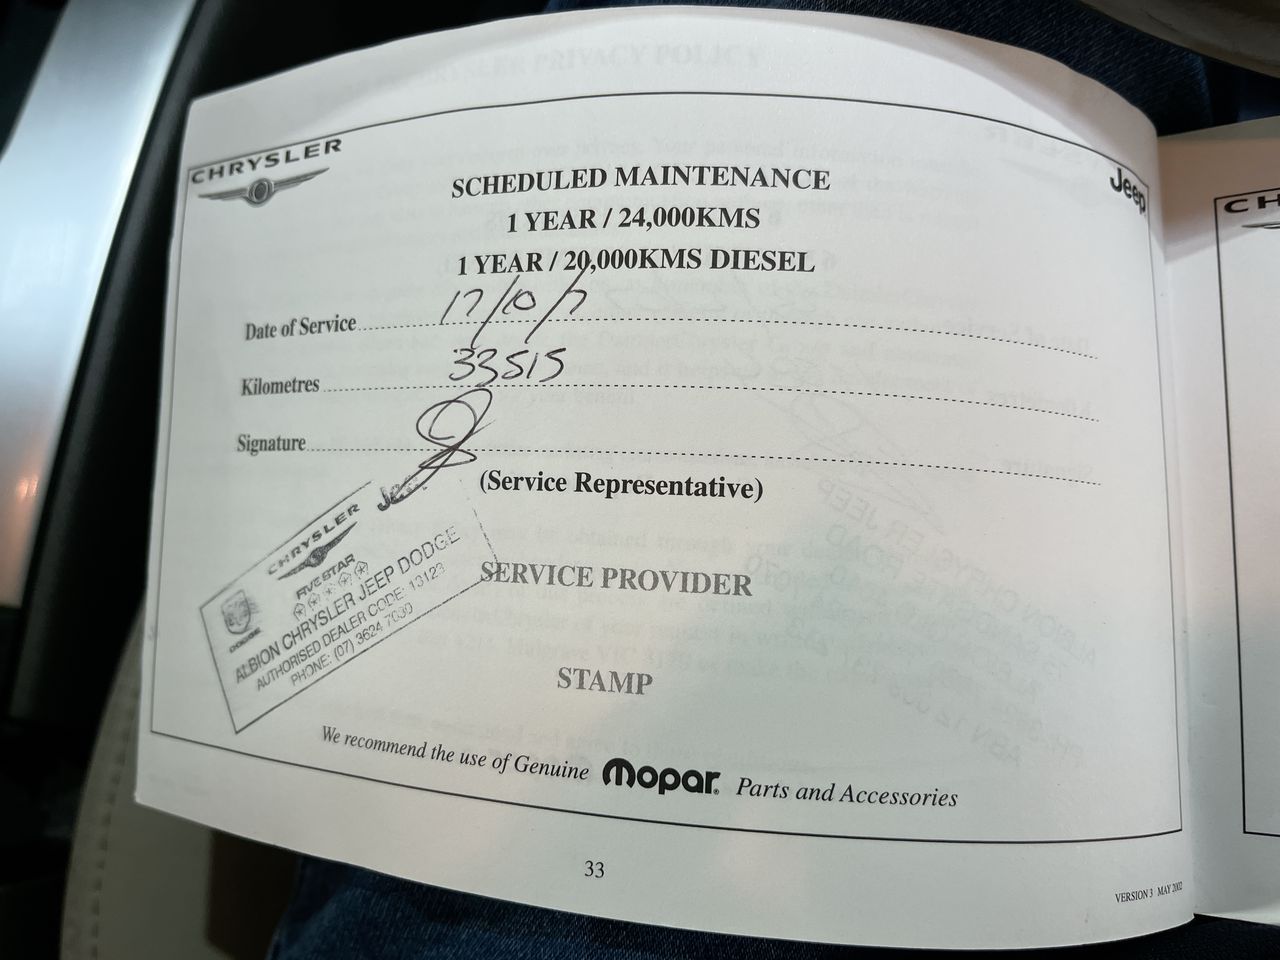 CHRYSLER
Jeep
SCHEDULED MAINTENANCE
1 YEAR / 24,000KMS
1 YEAR / 20,000KMS DIESEL
Date of Service 17/10/7
Kilometres 33515
Signature
(Service Representative)
CHRYSLER Jeep
FIVE STAR
DODGE
ALBION CHRYSLER JEEP DODGE
AUTHORISED DEALER CODE: 13123
PHONE: (07) 3624 7030
SERVICE PROVIDER
STAMP
We recommend the use of Genuine Mopar® Parts and Accessories
33
VERSION 3 MAY 2002
CH